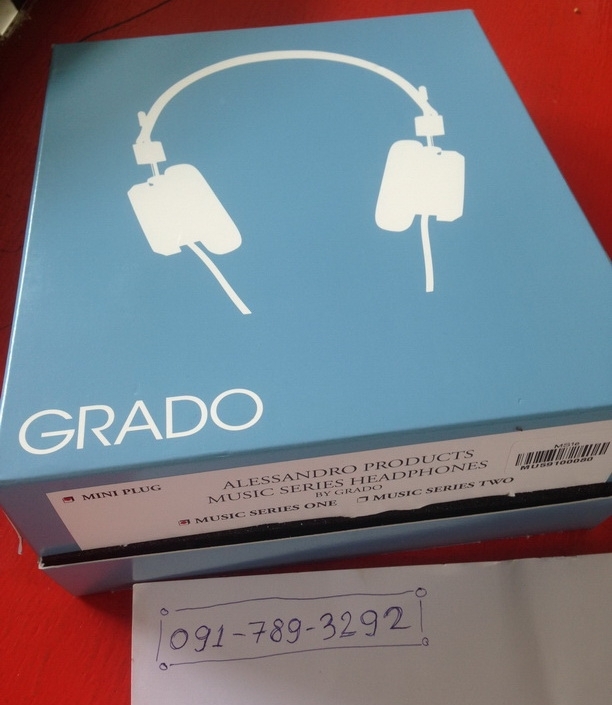 GRADO
MINI PLUG
ALESSANDRO PRODUCTS
MUSIC SERIES HEADPHONES
BY GRADO
MUSIC SERIES ONE MUSIC SERIES TWO
MU59100080
091-789-3292